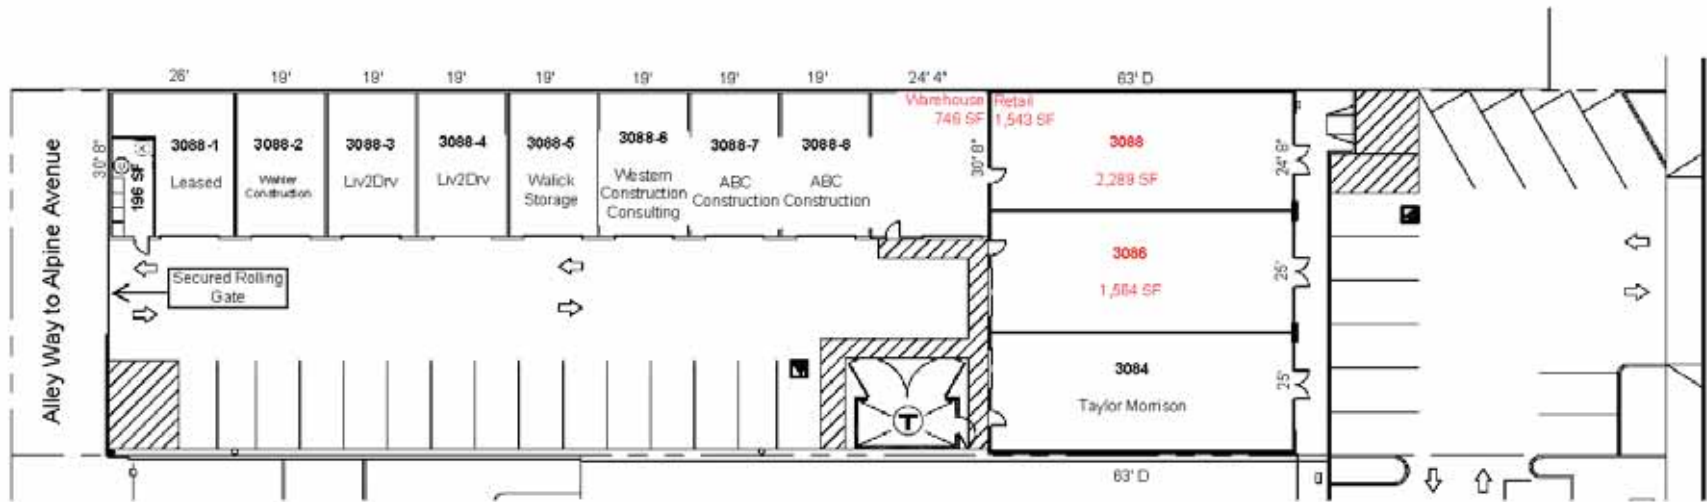 26'
19'
19'
19'
19'
19'
19'
19'
24' 4"
63' D
Warehouse
746 SF
Retail
1,543 SF
Alley Way to Alpine Avenue
30' 8"
196 SF
3088-1
Leased
3088-2
Wahler
Construction
3088-3
Liv2Drv
3088-4
Liv2Drv
3088-5
Walick
Storage
3088-6
Western
Construction
Consulting
3088-7
ABC
Construction
3088-8
ABC
Construction
30' 8"
3088
2,289 SF
24' 8"
3086
1,564 SF
25'
3084
Taylor Morrison
25'
Secured Rolling
Gate
T
63' D